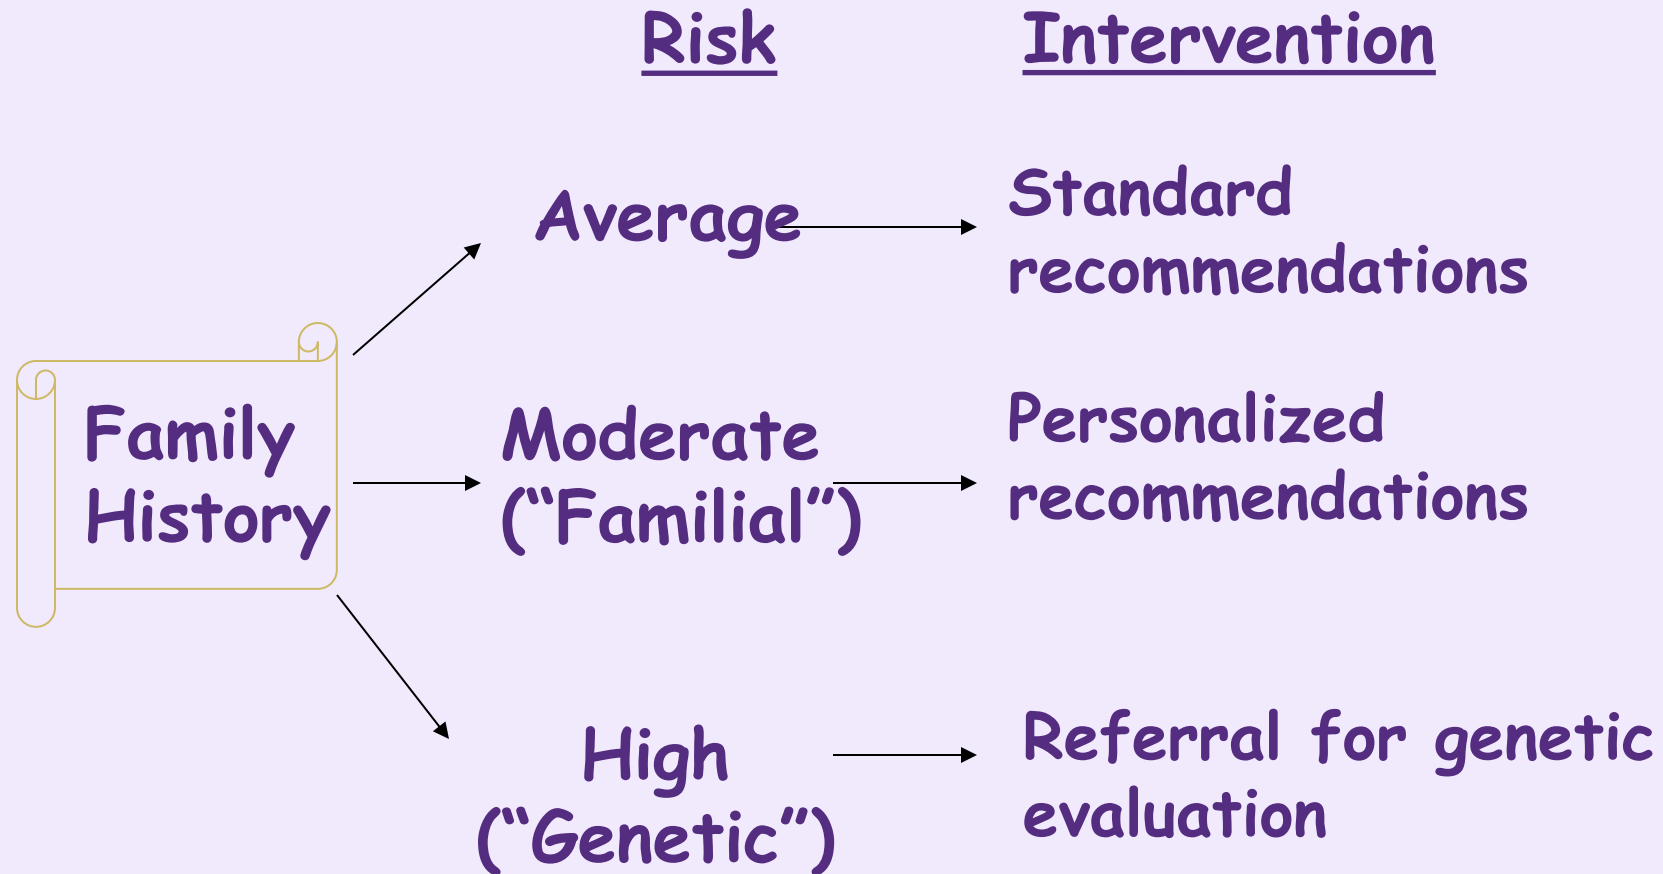 Risk
Intervention
Average
Standard
recommendations
Family
History
Moderate
(“Familial”)
Personalized
recommendations
High
(“Genetic”)
Referral for genetic
evaluation